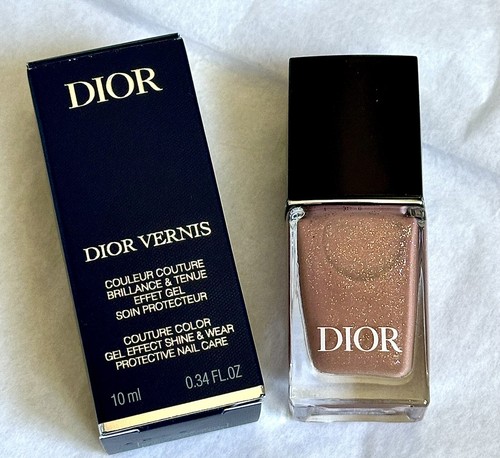 DIOR
DIOR VERNIS
COULEUR COUTURE
BRILLANCE & TENUE
EFFET GEL
SOIN PROTECTEUR
COUTURE COLOR
GEL EFFECT SHINE & WEAR
PROTECTIVE NAIL CARE
10 ml 0.34 FL.OZ
DIOR